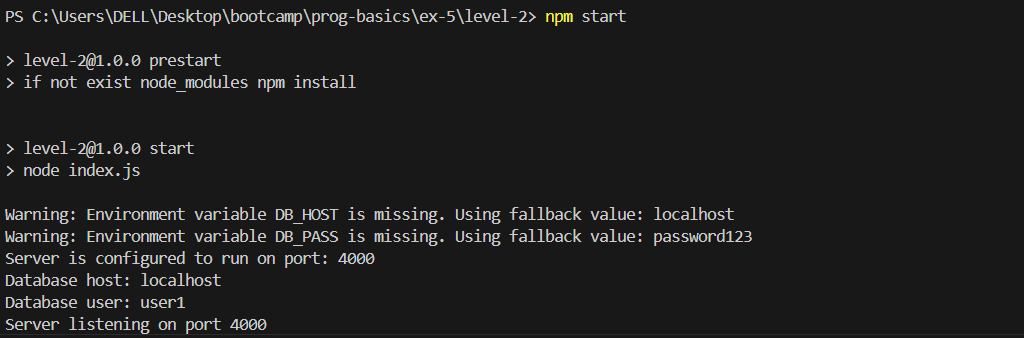 PS C:\Users\DELL\Desktop\bootcamp\prog-basics\ex-5\level-2> npm start
> level-2@1.0.0 prestart
> if not exist node_modules npm install
> level-2@1.0.0 start
> node index.js
Warning: Environment variable DB_HOST is missing. Using fallback value: localhost
Warning: Environment variable DB_PASS is missing. Using fallback value: password123
Server is configured to run on port: 4000
Database host: localhost
Database user: user1
Server listening on port 4000